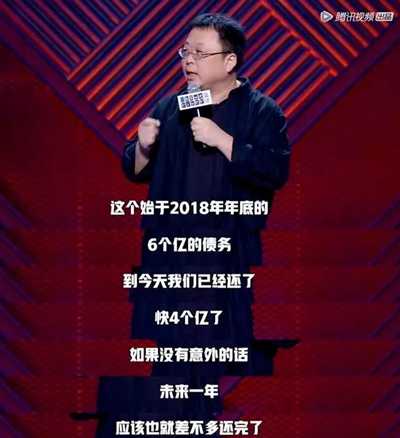 腾讯视频 出品
这个始于2018年年底的
6个亿的债务
到今天我们已经还了
快4个亿了
如果没有意外的话
未来一年
应该也就差不多还完了